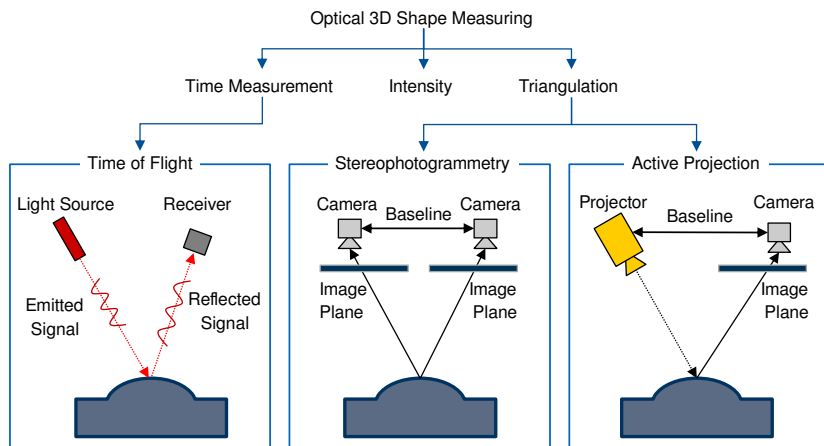 Optical 3D Shape Measuring
Time Measurement
Intensity
Triangulation
Time of Flight
Light Source
Receiver
Emitted
Signal
Reflected
Signal
Stereophotogrammetry
Camera
Baseline
Camera
Image
Plane
Image
Plane
Active Projection
Projector
Baseline
Camera
Image
Plane